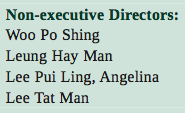 Non-executive Directors:
Woo Po Shing
Leung Hay Man
Lee Pui Ling, Angelina
Lee Tat Man